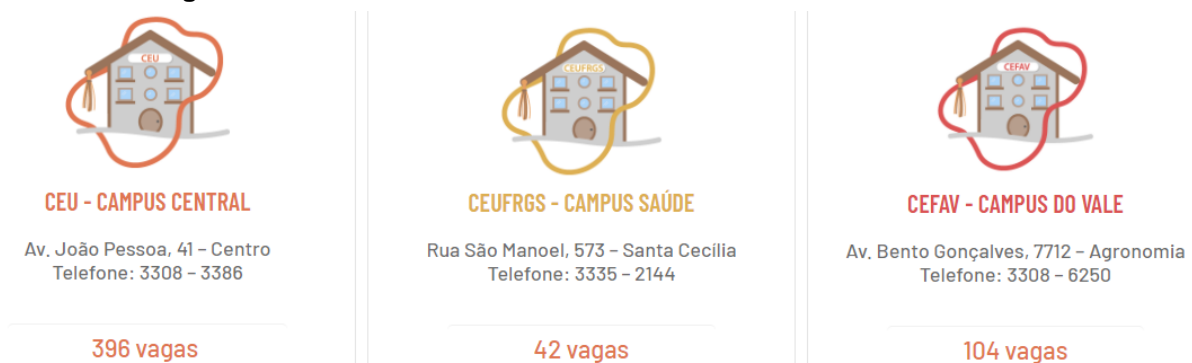 CEU
CEU - CAMPUS CENTRAL
Av. João Pessoa, 41 – Centro
Telefone: 3308 – 3386
396 vagas
CEUFRGS
CEUFRGS - CAMPUS SAÚDE
Rua São Manoel, 573 – Santa Cecília
Telefone: 3335 – 2144
42 vagas
CEFAV
CEFAV - CAMPUS DO VALE
Av. Bento Gonçalves, 7712 – Agronomia
Telefone: 3308 – 6250
104 vagas